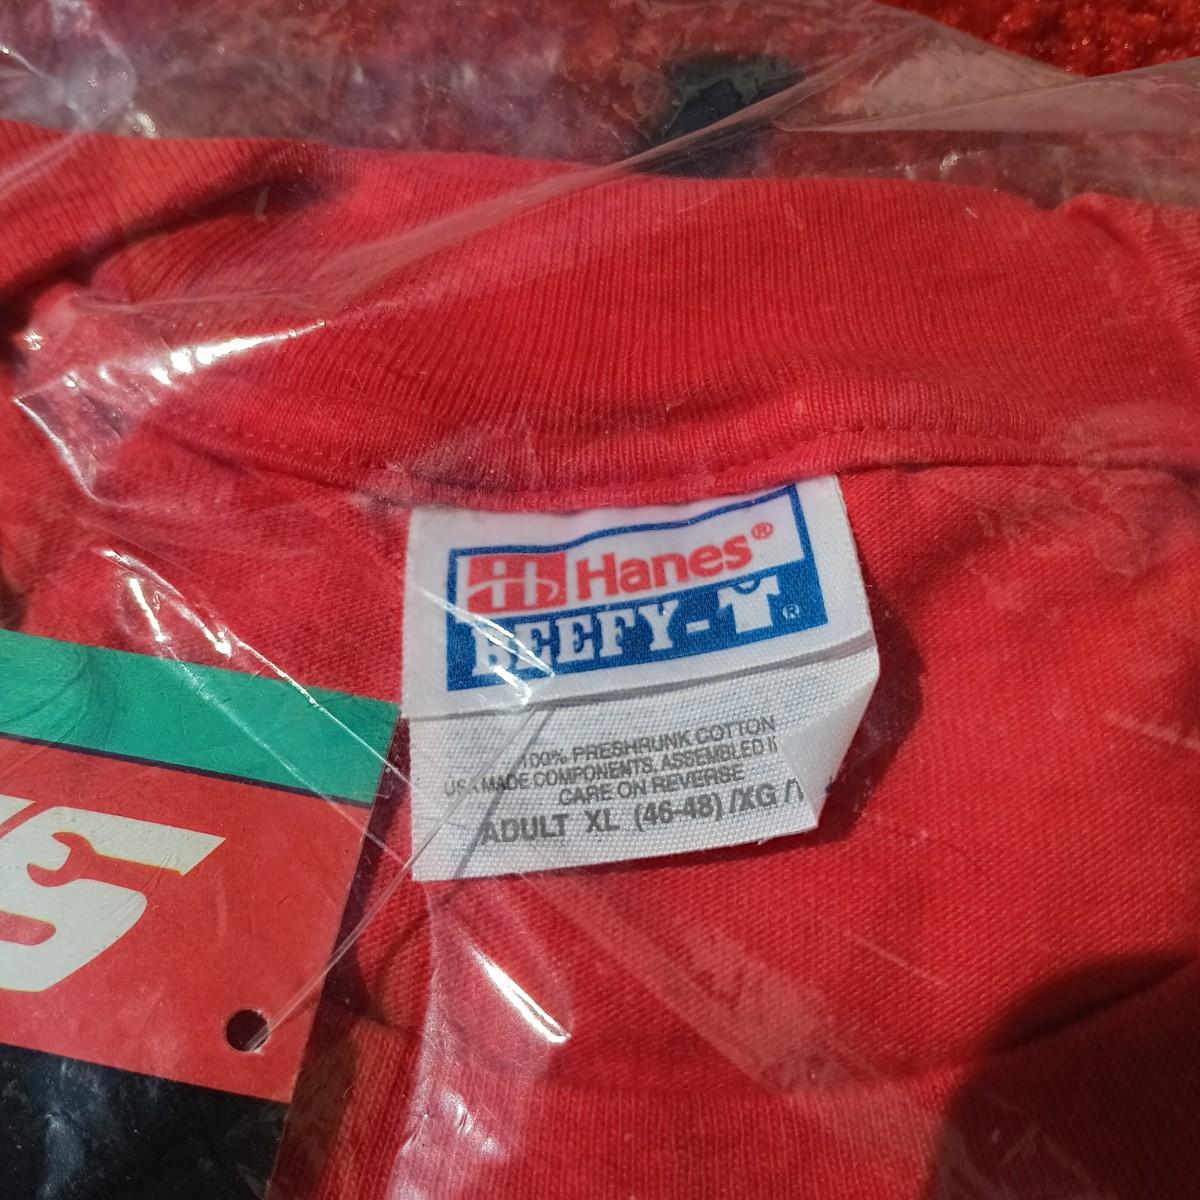 Hanes®
BEEFY-T®
100% PRESHRUNK COTTON
USA MADE COMPONENTS. ASSEMBLED
CARE ON REVERSE
ADULT XL (46-48) /XG /